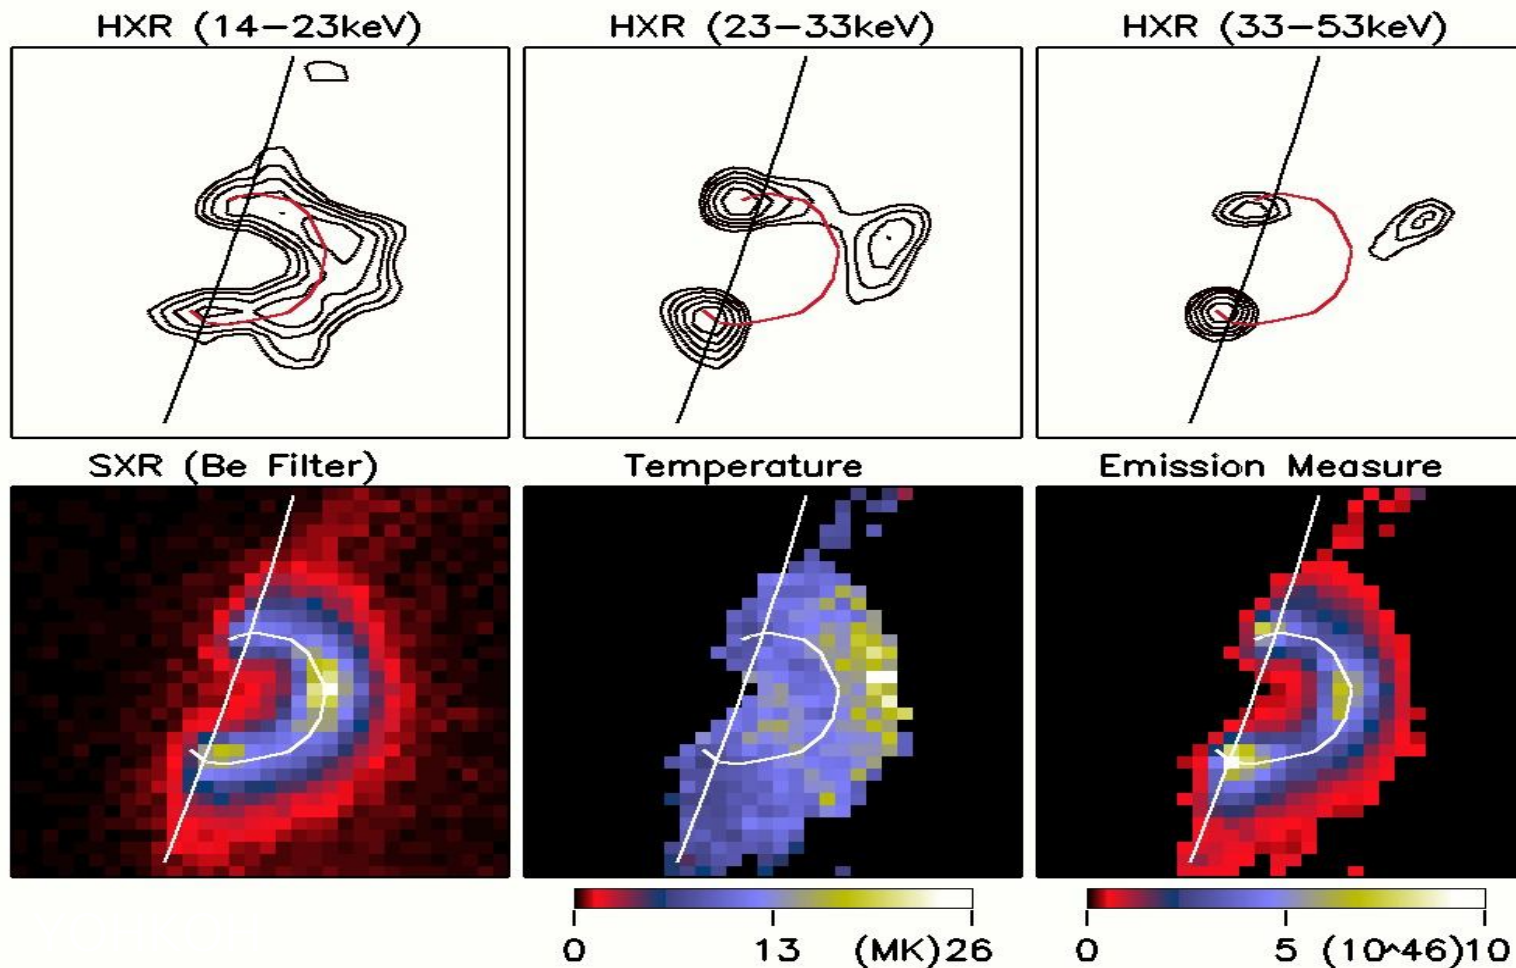 HXR (14-23keV)
HXR (23-33keV)
HXR (33-53keV)
SXR (Be Filter)
Temperature
Emission Measure
0 13 (MK)26
0 5 (10^46)10